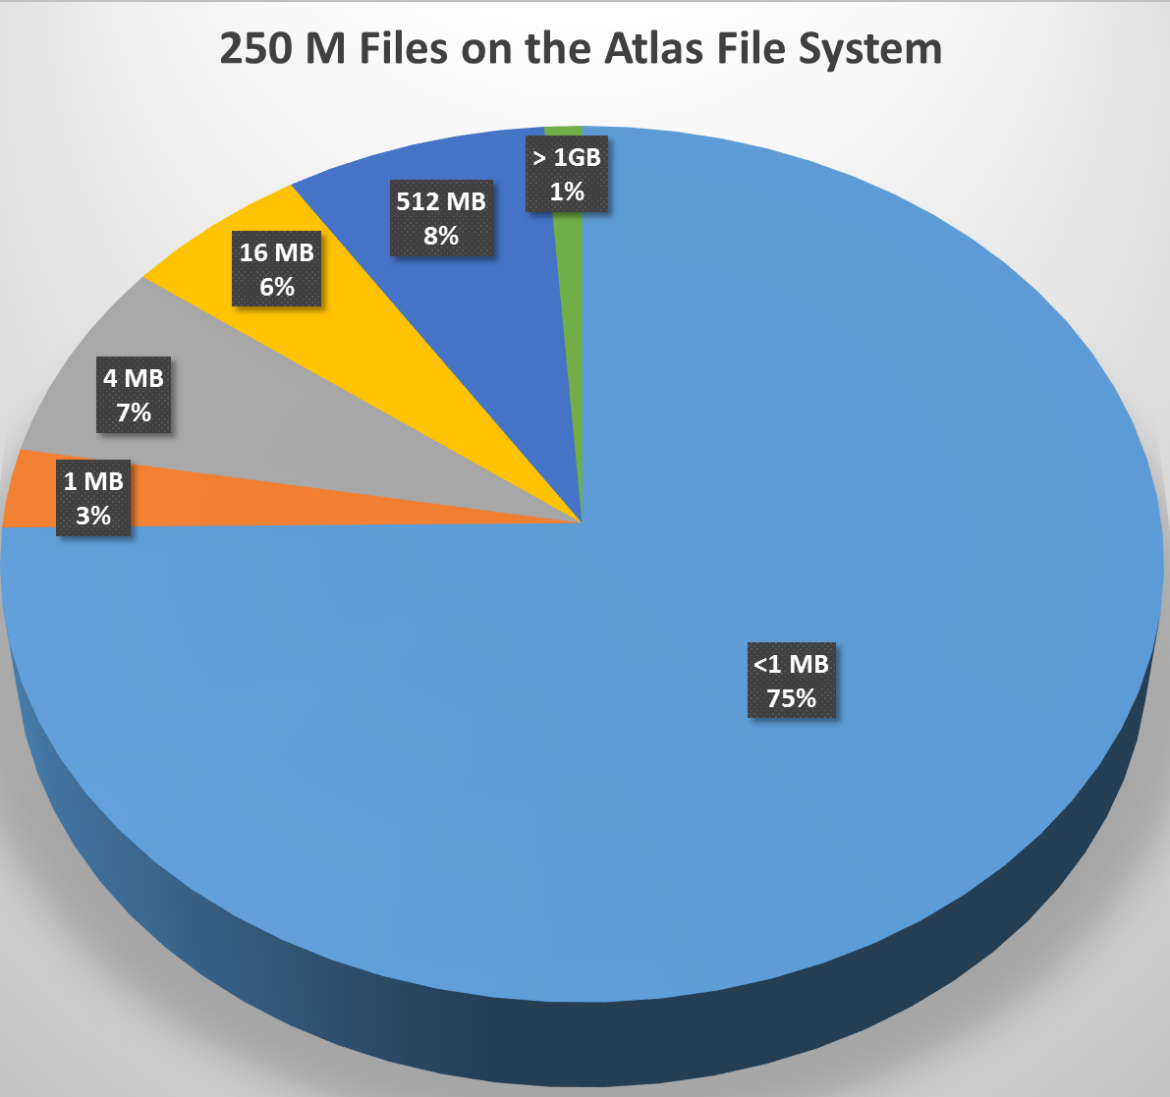 250 M Files on the Atlas File System
> 1GB
1%
512 MB
8%
16 MB
6%
4 MB
7%
1 MB
3%
<1 MB
75%